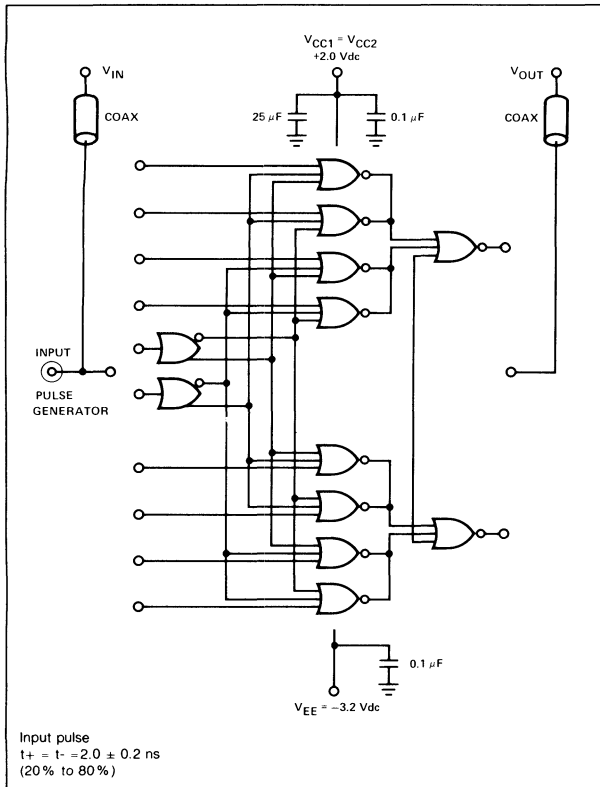 V_CC1 = V_CC2
+2.0 Vdc
V_IN
V_OUT
COAX
25 μF
0.1 μF
COAX
INPUT
PULSE
GENERATOR
0.1 μF
V_EE = −3.2 Vdc
Input pulse
t+ = t- =2.0 ± 0.2 ns
(20% to 80%)